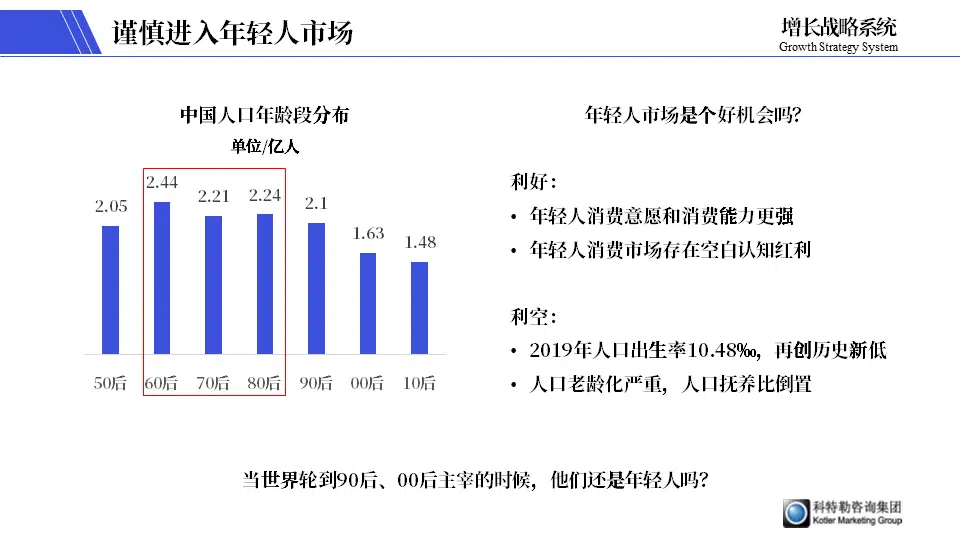 谨慎进入年轻人市场
增长战略系统
Growth Strategy System
中国人口年龄段分布
单位/亿人
2.05
2.44
2.21
2.24
2.1
1.63
1.48
50后
60后
70后
80后
90后
00后
10后
年轻人市场是个好机会吗？
利好：
• 年轻人消费意愿和消费能力更强
• 年轻人消费市场存在空白认知红利
利空：
• 2019年人口出生率10.48‰，再创历史新低
• 人口老龄化严重，人口抚养比倒置
当世界轮到90后、00后主宰的时候，他们还是年轻人吗？
科特勒咨询集团
Kotler Marketing Group